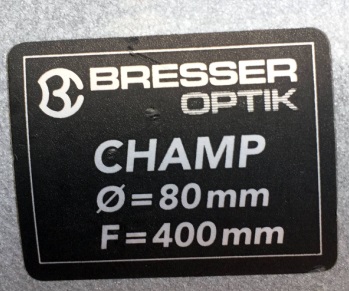 BRESSER
OPTIK
CHAMP
Ø=80mm
F=400mm